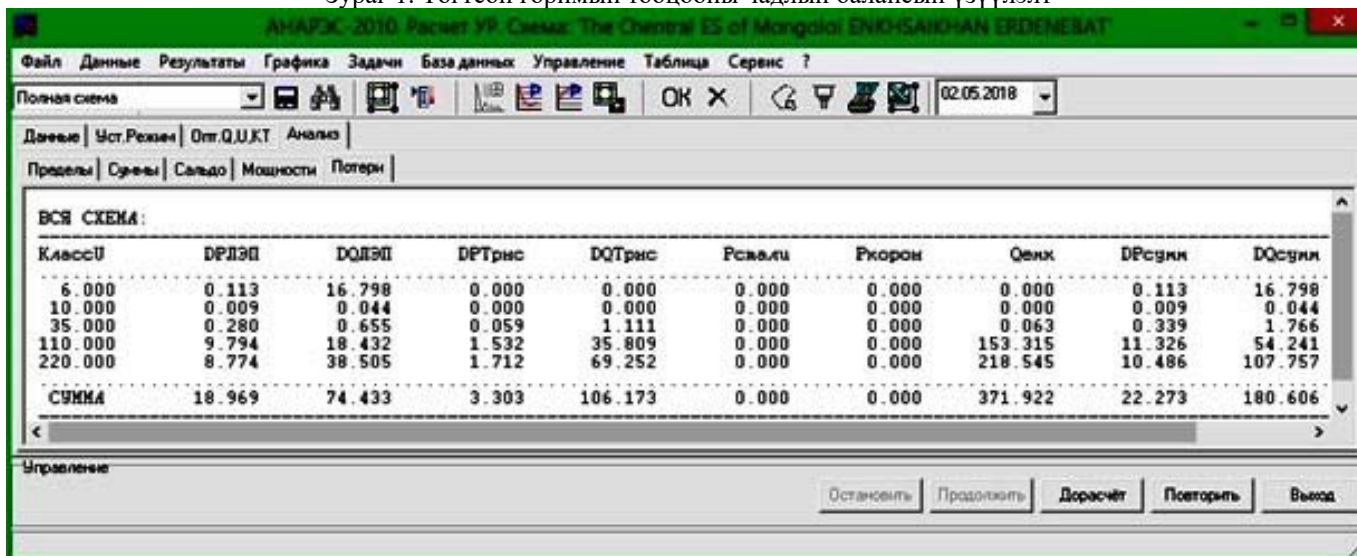 Зураг 4. Тогтсон горимын тооцооны чадлын балансын үзүүлэлт
АНАРЭС-2010. Расчет УР. Схема: 'The Chentral ES of Mongolol ENKHSAIKHAN ERDENEBAT'
Файл Данные Результаты Графика Задачи База данных Управление Таблица Сервис ?
Полная схема OK 02.05.2018
Данные Уст.Режим Опт.Q,U,КТ Анализ
Пределы Суммы Сальдо Мощности Потери
ВСЯ СХЕМА:
КлассU DPЛЭП DQЛЭП DPТрнс DQТрнс Рсвали Ркорон Qвнх DPсумм DQсумм
6.000 0.113 16.798 0.000 0.000 0.000 0.000 0.000 0.113 16.798
10.000 0.009 0.044 0.000 0.000 0.000 0.000 0.000 0.009 0.044
35.000 0.280 0.655 0.059 1.111 0.000 0.000 0.063 0.339 1.766
110.000 9.794 18.432 1.532 35.809 0.000 0.000 153.315 11.326 54.241
220.000 8.774 38.505 1.712 69.252 0.000 0.000 218.545 10.486 107.757
СУММА 18.969 74.433 3.303 106.173 0.000 0.000 371.922 22.273 180.606
Управление
Остановить Продолжить Дорасчёт Повторить Выход